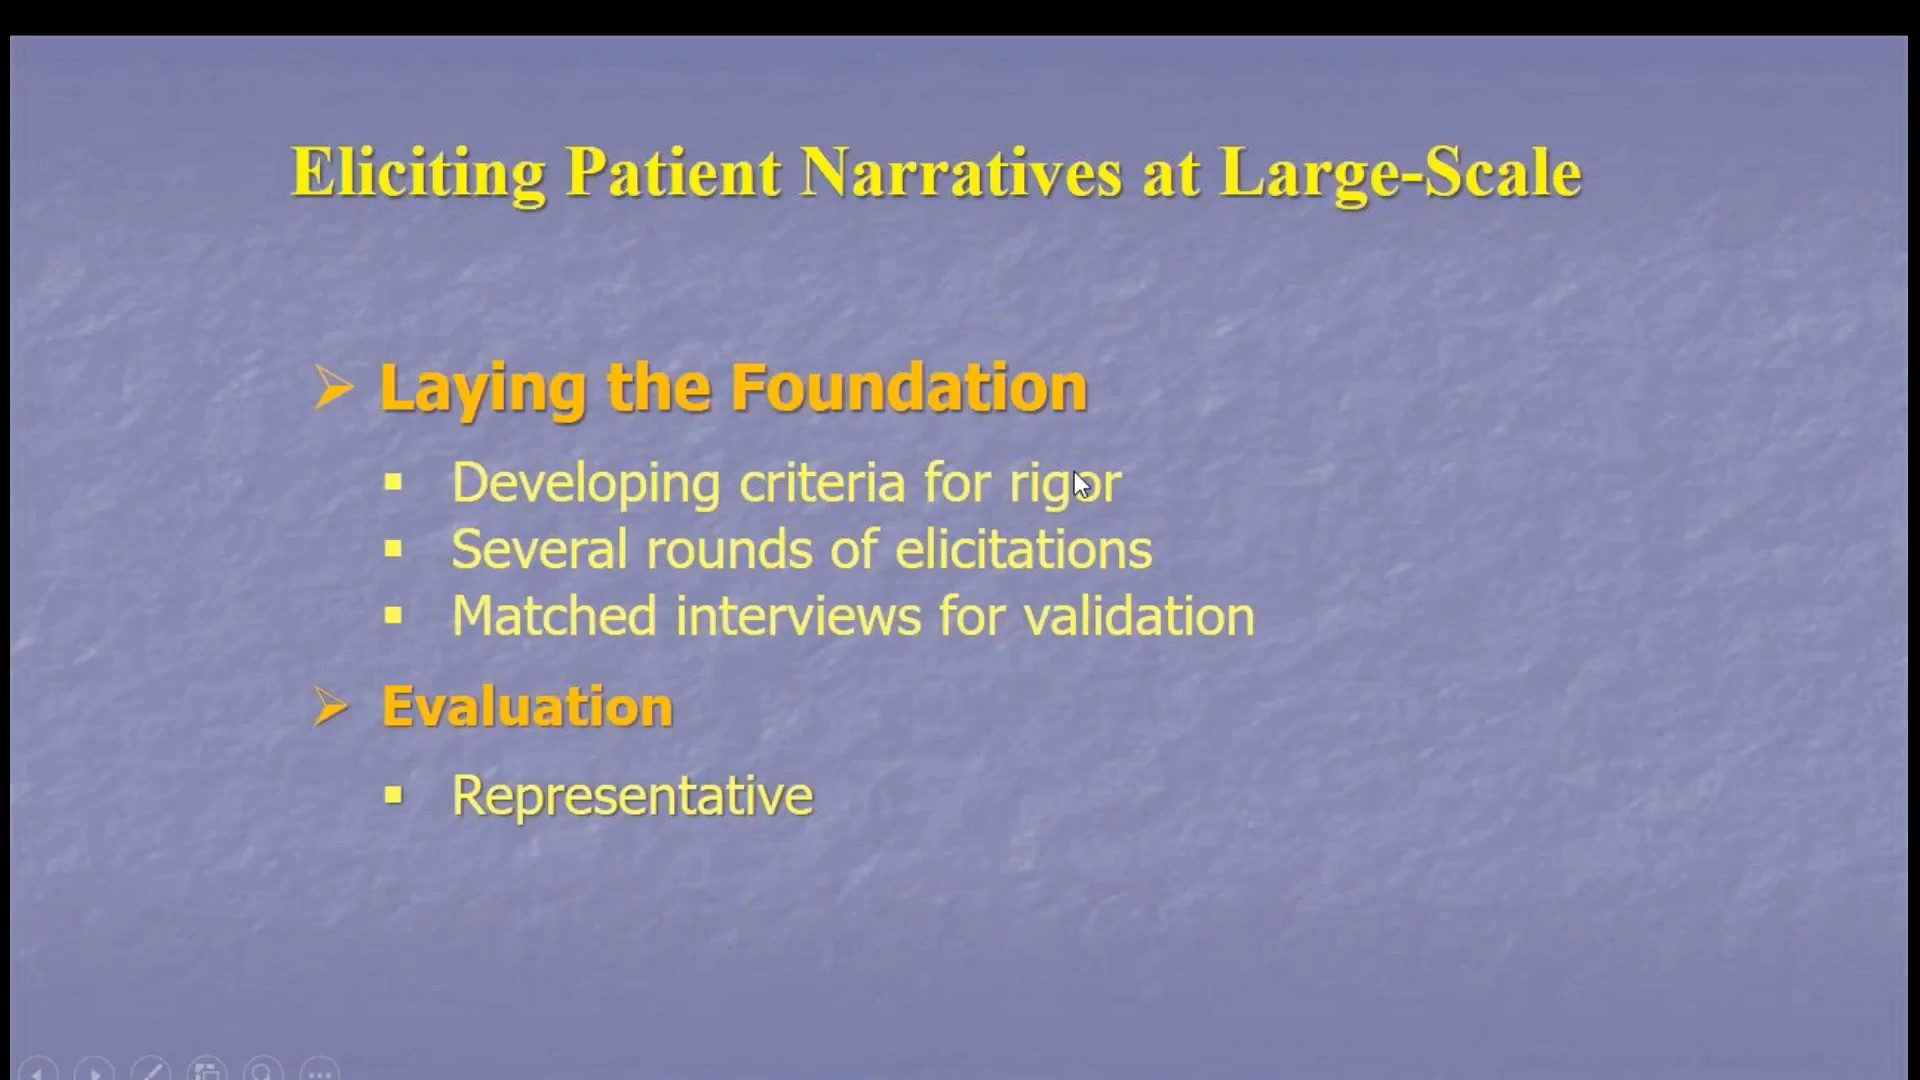 Eliciting Patient Narratives at Large-Scale
Laying the Foundation
Developing criteria for rigor
Several rounds of elicitations
Matched interviews for validation
Evaluation
Representative